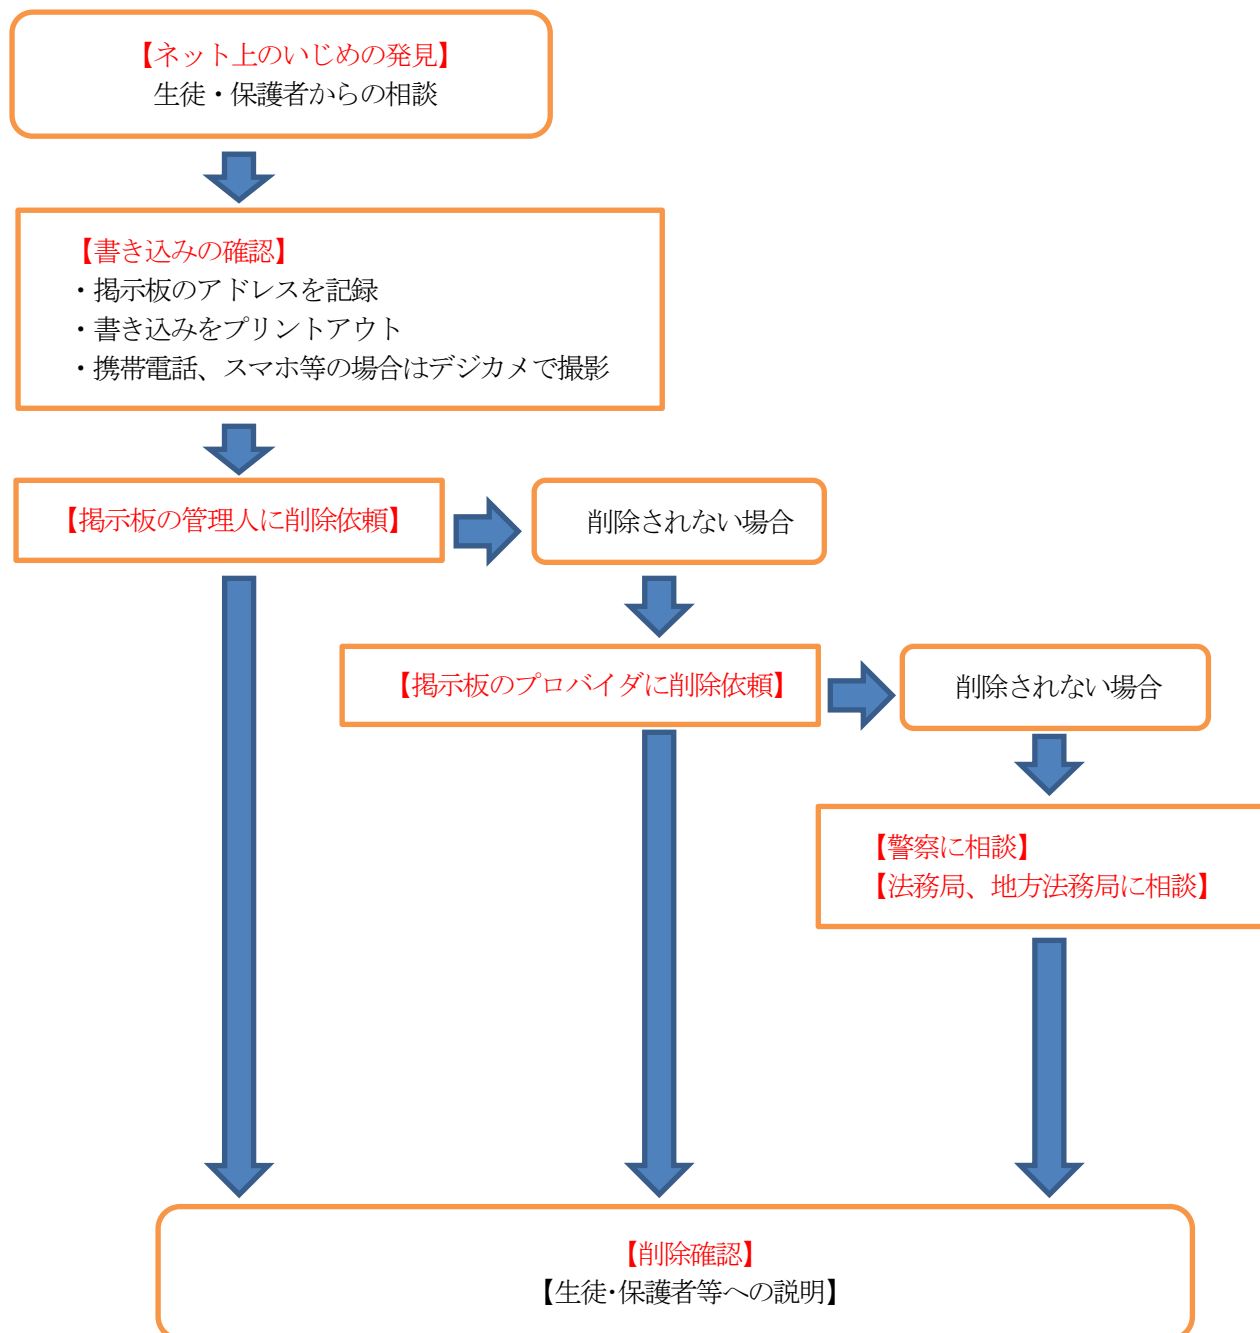 【ネット上のいじめの発見】
生徒・保護者からの相談
【書き込みの確認】
・掲示板のアドレスを記録
・書き込みをプリントアウト
・携帯電話、スマホ等の場合はデジカメで撮影
【掲示板の管理人に削除依頼】
削除されない場合
【掲示板のプロバイダに削除依頼】
削除されない場合
【警察に相談】
【法務局、地方法務局に相談】
【削除確認】
【生徒・保護者等への説明】